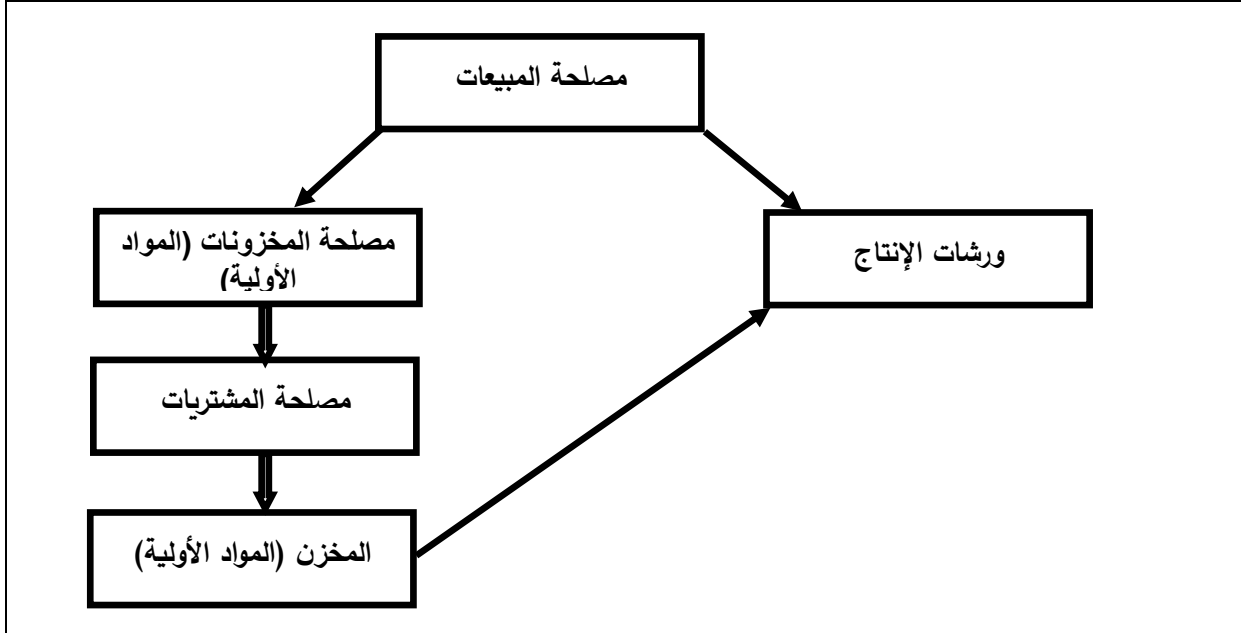 مصلحة المبيعات
مصلحة المخزونات (المواد
الأولية)
ورشات الإنتاج
مصلحة المشتريات
المخزن (المواد الأولية)